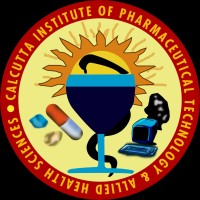 CALCUTTA INSTITUTE OF PHARMACEUTICAL TECHNOLOGY & ALLIED HEALTH SCIENCES •